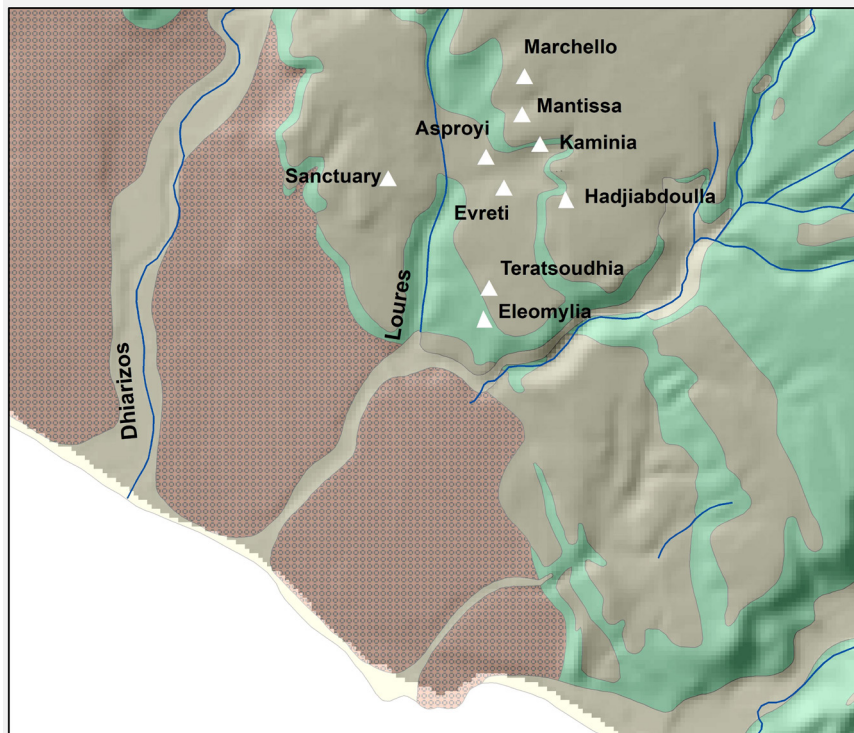 Marchello
Mantissa
Asproyi
Kaminia
Sanctuary
Hadjiabdoulla
Evreti
Teratsoudhia
Loures
Eleomylia
Dhiarizos